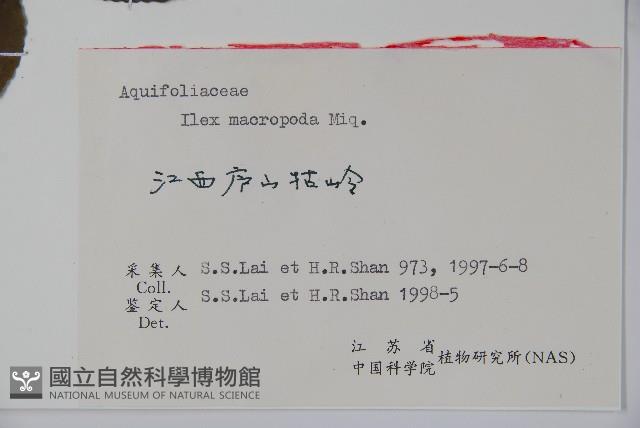 Aquifoliaceae
Ilex macropoda Miq.
江西庐山牯岭
采集人 S.S.Lai et H.R.Shan 973, 1997-6-8
Coll.
鉴定人 S.S.Lai et H.R.Shan 1998-5
Det.
江苏省
中国科学院植物研究所(NAS)
國立自然科學博物館
NATIONAL MUSEUM OF NATURAL SCIENCE